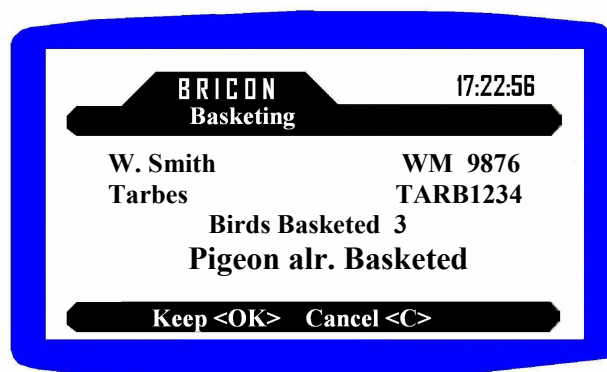 BRICON 17:22:56
Basketing
W. Smith WM 9876
Tarbes TARB1234
Birds Basketed 3
Pigeon alr. Basketed
Keep <OK> Cancel <C>